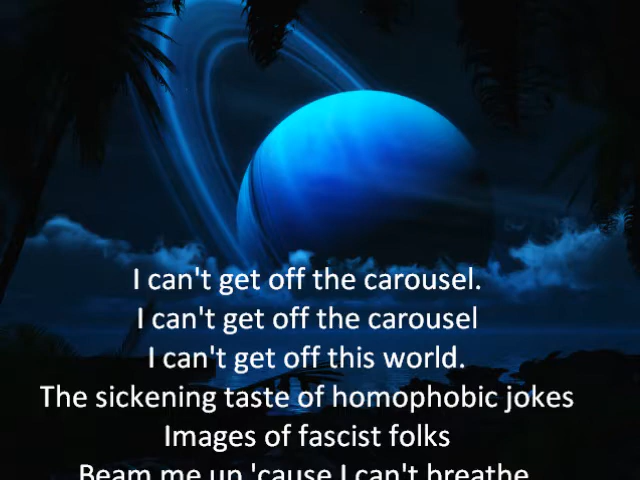 I can't get off the carousel.
I can't get off the carousel
I can't get off this world.
The sickening taste of homophobic jokes
Images of fascist folks
Beam me up 'cause I can't breathe